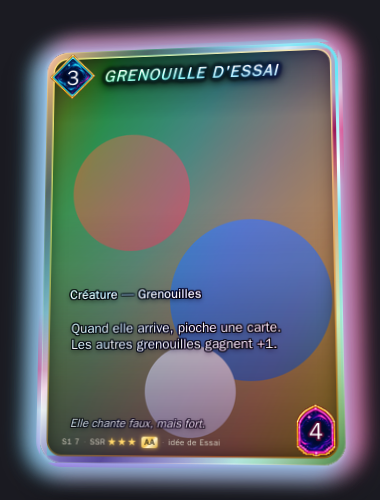 3
GRENOUILLE D'ESSAI
Créature — Grenouilles
Quand elle arrive, pioche une carte.
Les autres grenouilles gagnent +1.
Elle chante faux, mais fort.
S1 7 SSR ★★★ AA idée de Essai
4